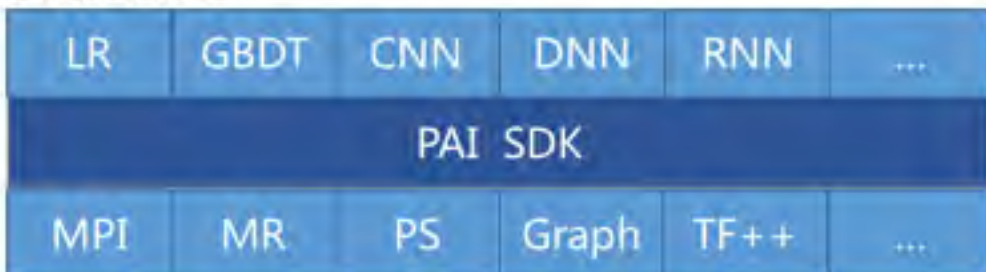 LR GBDT CNN DNN RNN ...
PAI SDK
MPI MR PS Graph TF++ ...